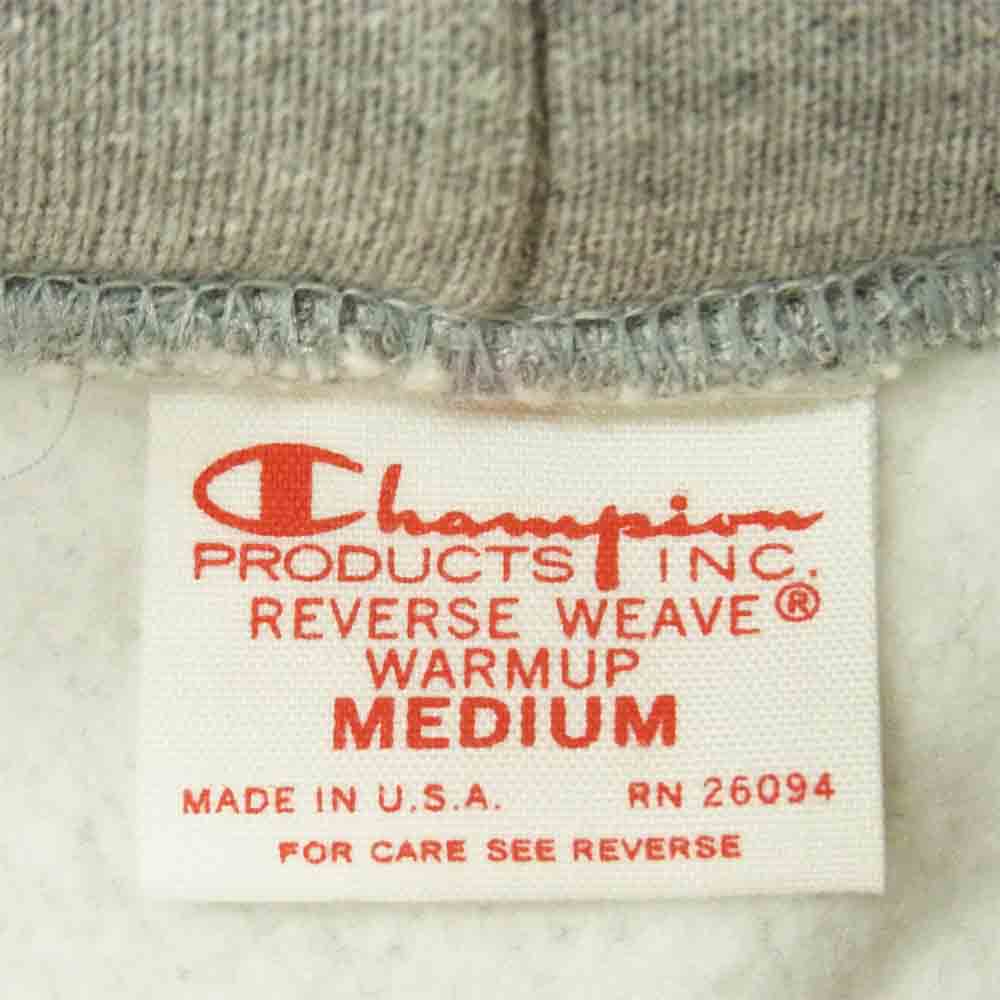 Champion
PRODUCTS INC.
REVERSE WEAVE®
WARMUP
MEDIUM
MADE IN U.S.A. RN 26094
FOR CARE SEE REVERSE